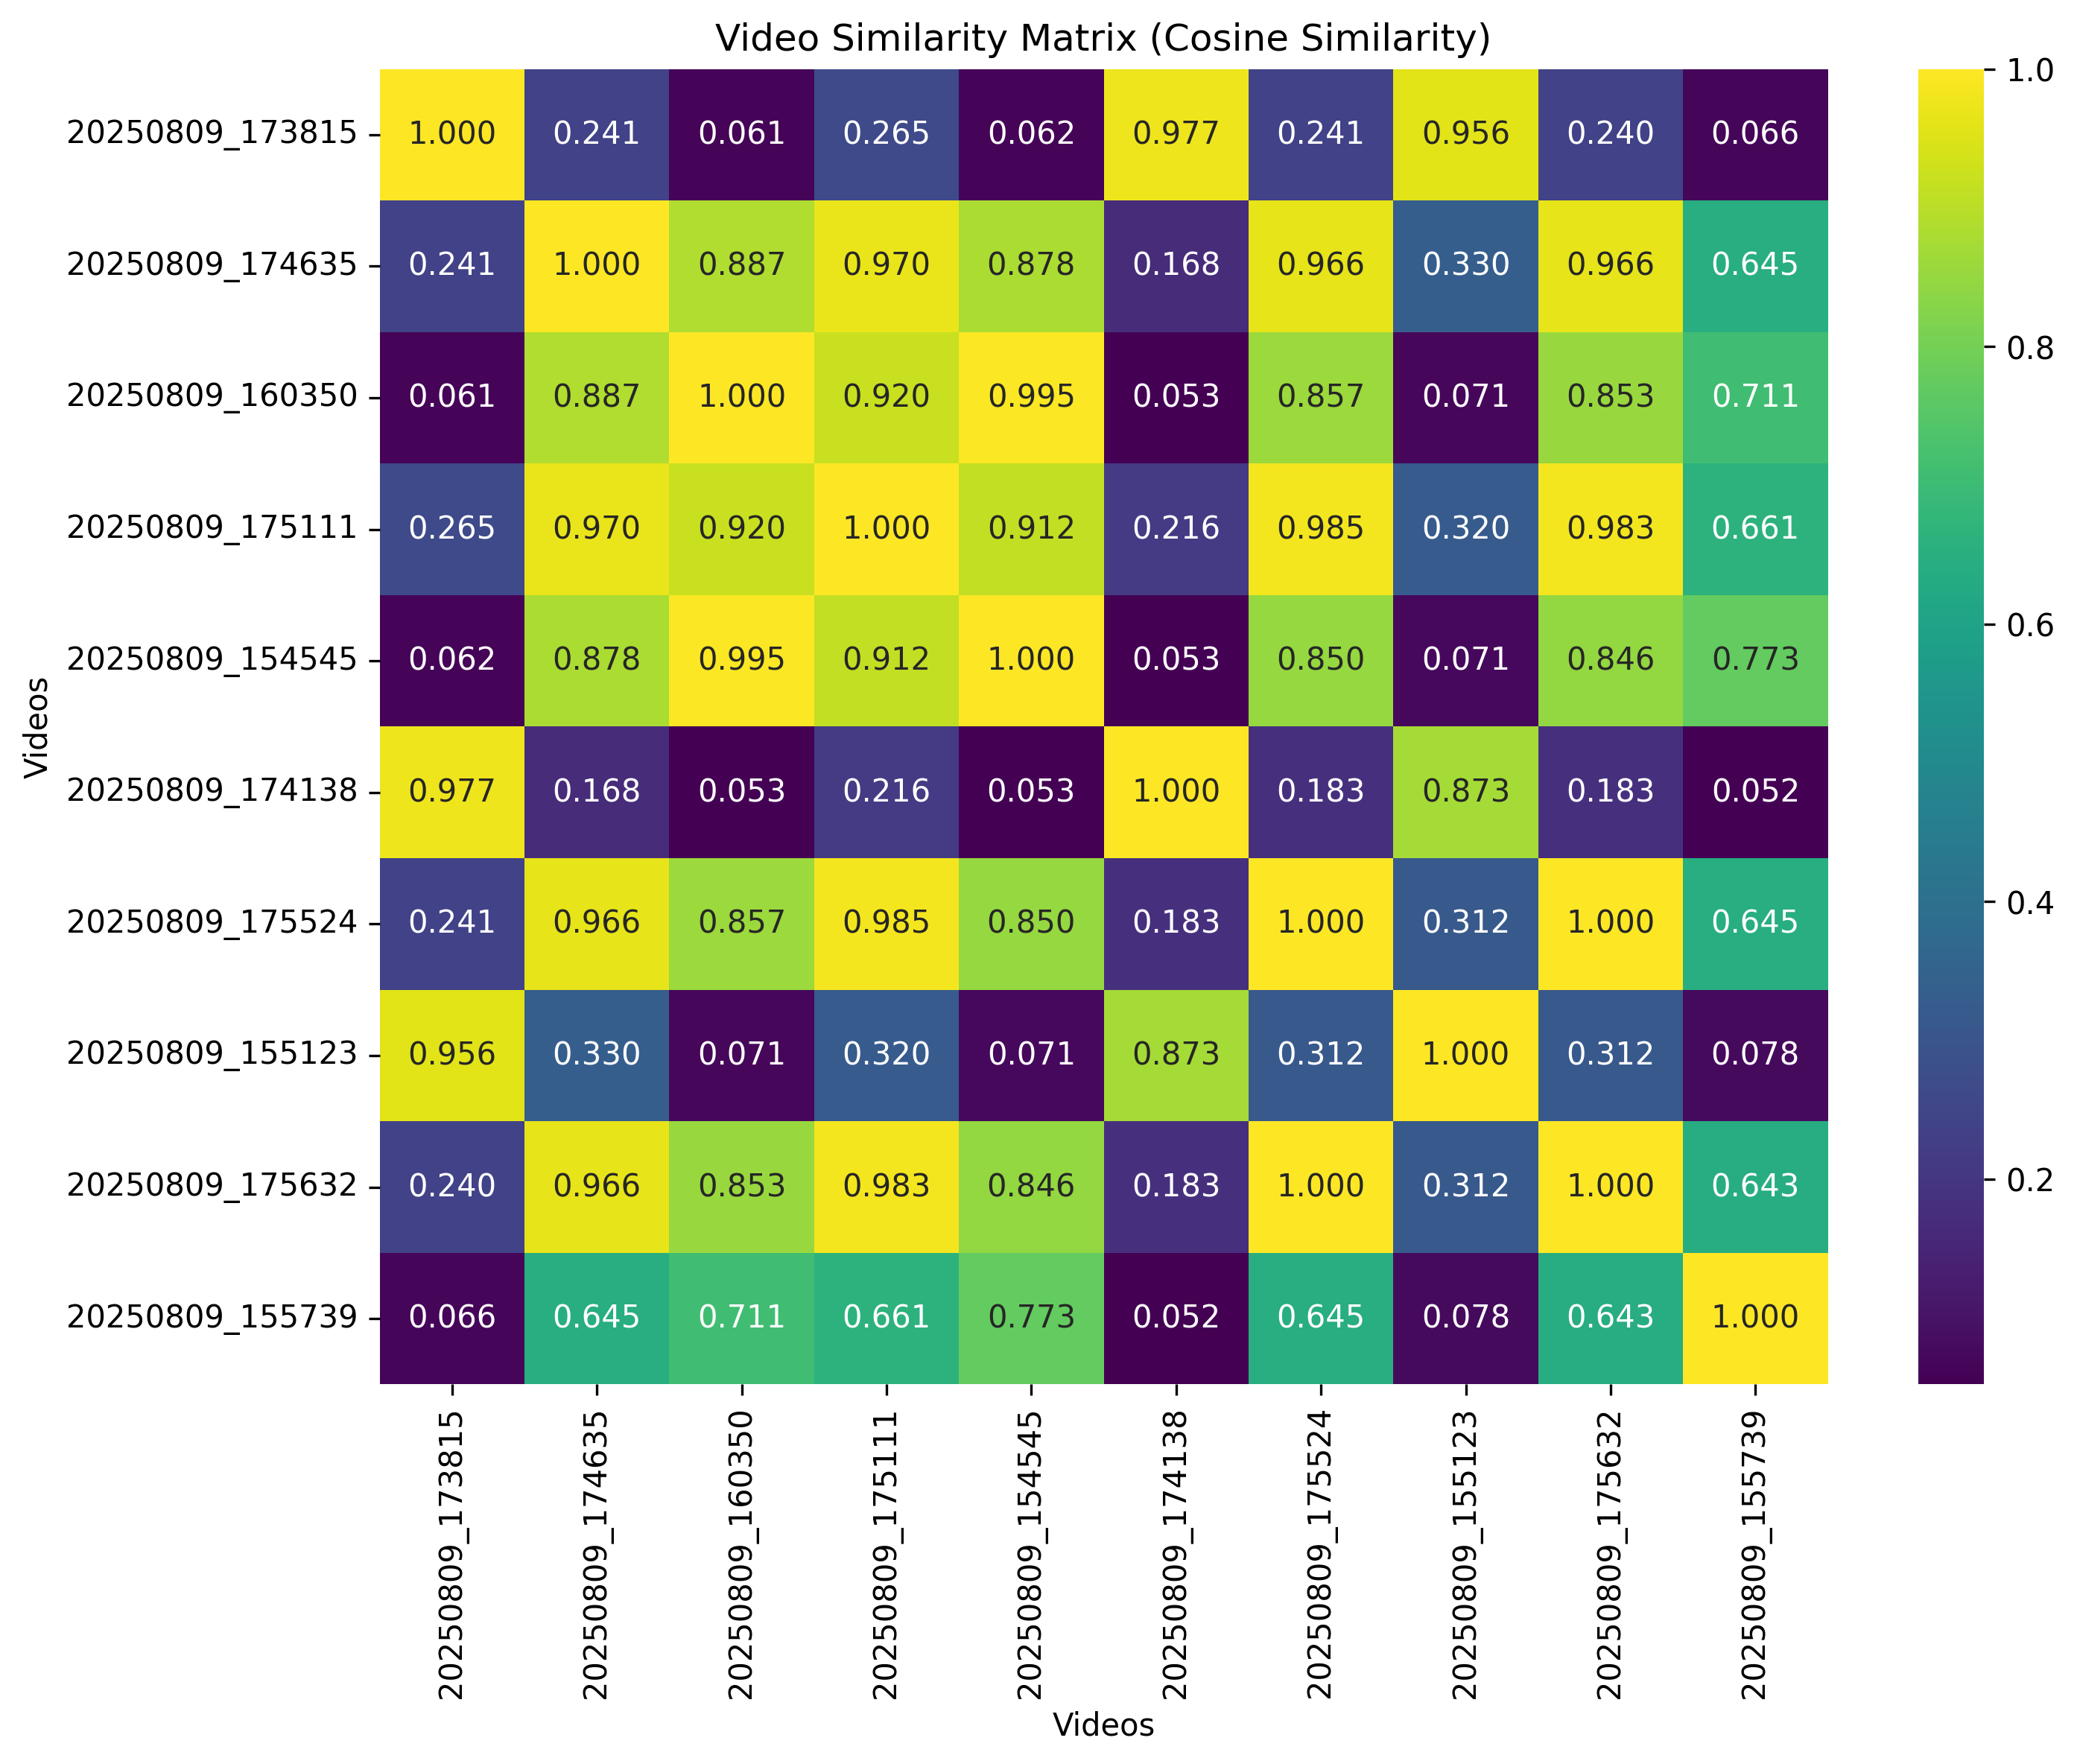 Video Similarity Matrix (Cosine Similarity)
20250809_173815 1.000 0.241 0.061 0.265 0.062 0.977 0.241 0.956 0.240 0.066
20250809_174635 0.241 1.000 0.887 0.970 0.878 0.168 0.966 0.330 0.966 0.645
20250809_160350 0.061 0.887 1.000 0.920 0.995 0.053 0.857 0.071 0.853 0.711
20250809_175111 0.265 0.970 0.920 1.000 0.912 0.216 0.985 0.320 0.983 0.661
20250809_154545 0.062 0.878 0.995 0.912 1.000 0.053 0.850 0.071 0.846 0.773
20250809_174138 0.977 0.168 0.053 0.216 0.053 1.000 0.183 0.873 0.183 0.052
20250809_175524 0.241 0.966 0.857 0.985 0.850 0.183 1.000 0.312 1.000 0.645
20250809_155123 0.956 0.330 0.071 0.320 0.071 0.873 0.312 1.000 0.312 0.078
20250809_175632 0.240 0.966 0.853 0.983 0.846 0.183 1.000 0.312 1.000 0.643
20250809_155739 0.066 0.645 0.711 0.661 0.773 0.052 0.645 0.078 0.643 1.000
Videos
20250809_173815
20250809_174635
20250809_160350
20250809_175111
20250809_154545
20250809_174138
20250809_175524
20250809_155123
20250809_175632
20250809_155739
Videos
1.0
0.8
0.6
0.4
0.2